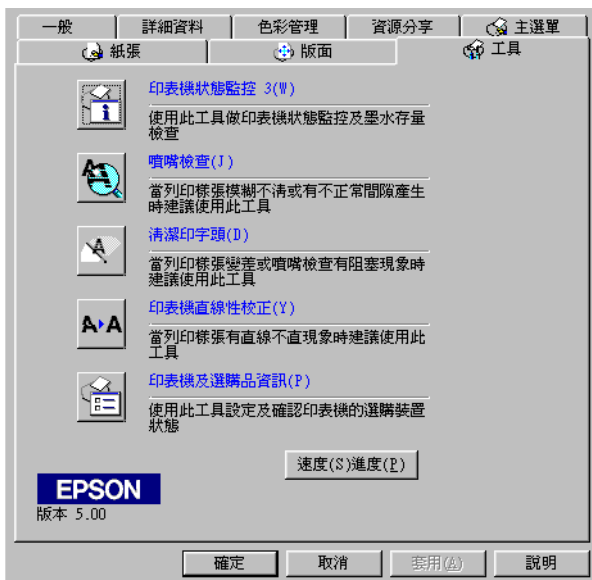 一般
詳細資料
色彩管理
資源分享
主選單
紙張
版面
工具
印表機狀態監控 3(W)
使用此工具做印表機狀態監控及墨水存量
檢查
噴嘴檢查(J)
當列印樣張模糊不清或有不正常間隙產生
時建議使用此工具
清潔印字頭(D)
當列印樣張變差或噴嘴檢查有阻塞現象時
建議使用此工具
印表機直線性校正(Y)
當列印樣張有直線不直現象時建議使用此
工具
印表機及選購品資訊(P)
使用此工具設定及確認印表機的選購裝置
狀態
速度(S)進度(P)
EPSON
版本 5.00
確定
取消
套用(A)
說明